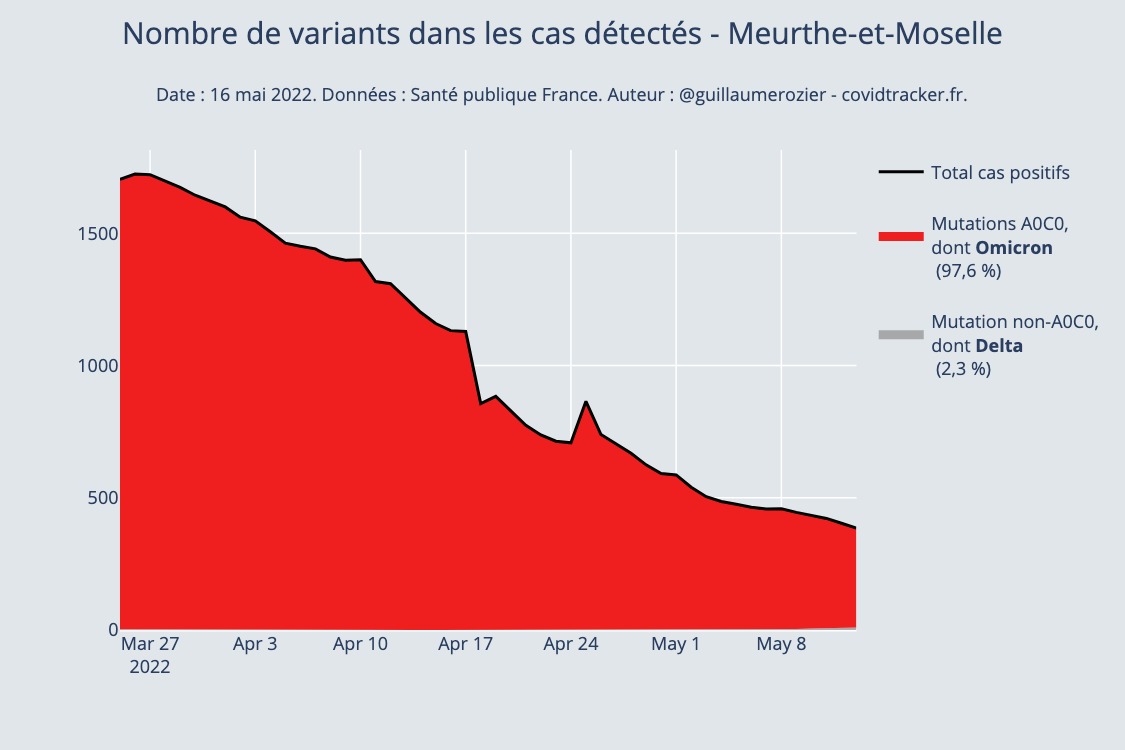 Nombre de variants dans les cas détectés - Meurthe-et-Moselle
Date : 16 mai 2022. Données : Santé publique France. Auteur : @guillaumerozier - covidtracker.fr.
Total cas positifs
Mutations A0C0,
dont Omicron
(97,6 %)
Mutation non-A0C0,
dont Delta
(2,3 %)
1500
1000
500
0
Mar 27
2022
Apr 3
Apr 10
Apr 17
Apr 24
May 1
May 8